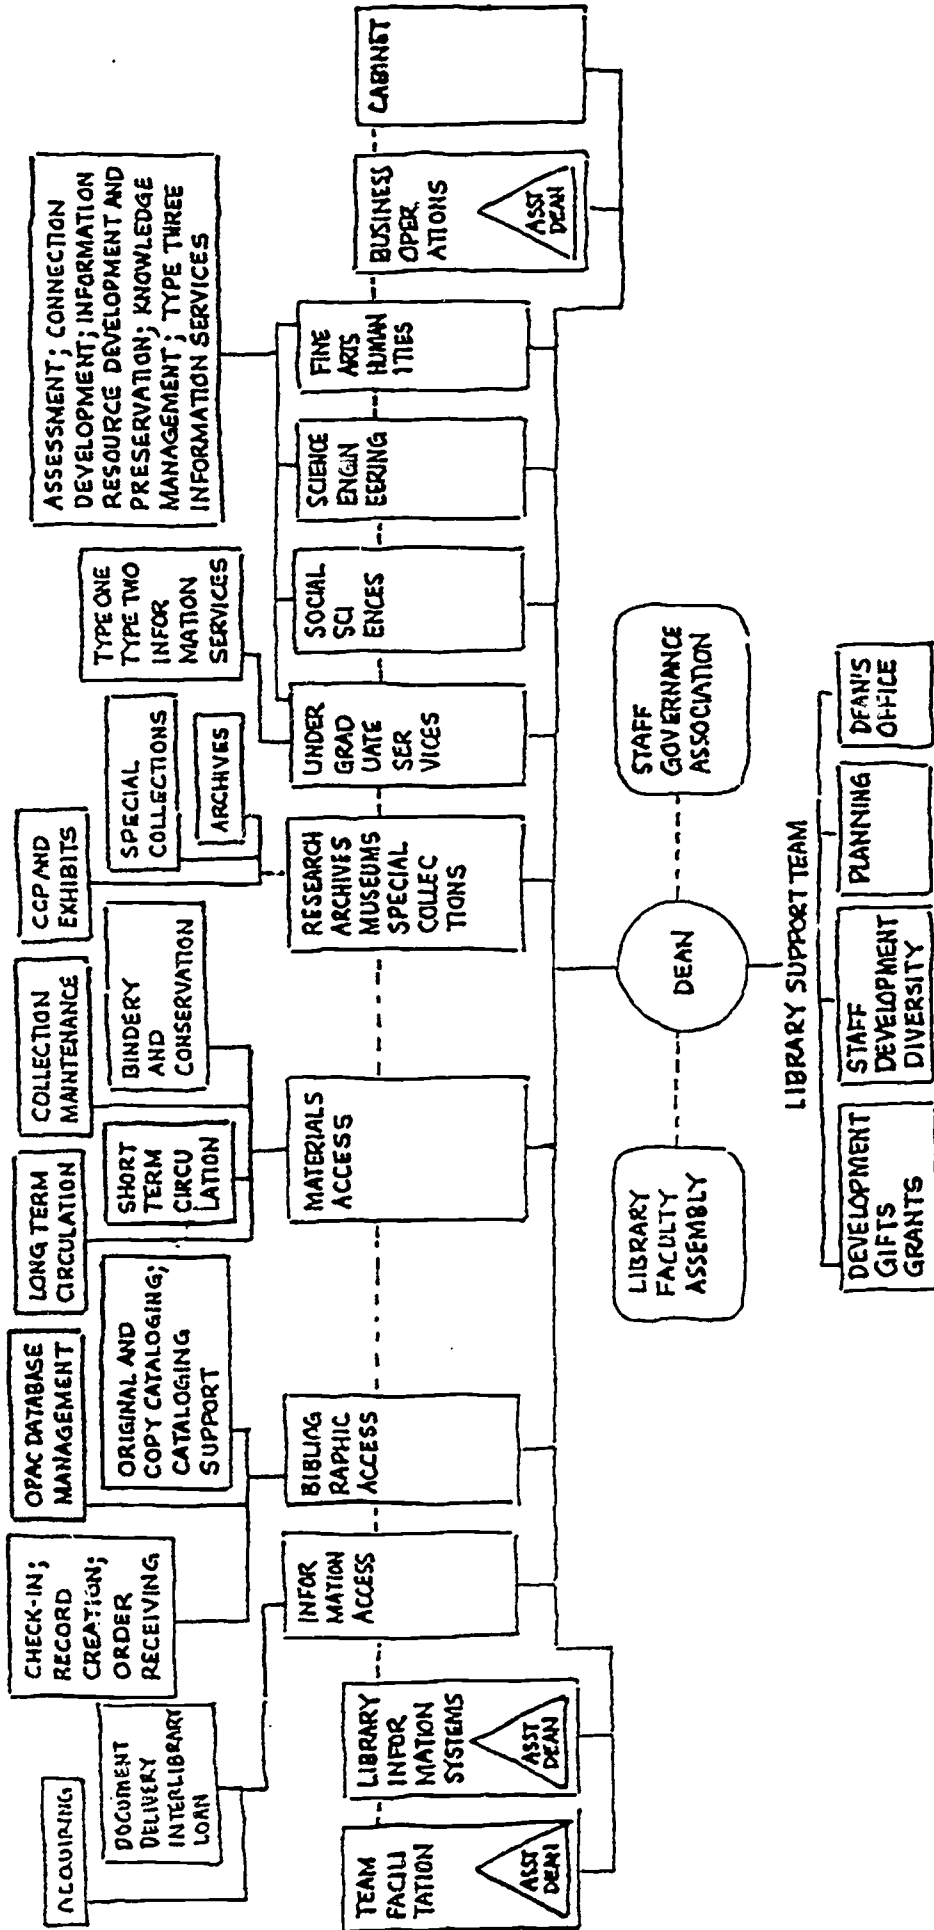 ACQUIRING
DOCUMENT
DELIVERY
INTERLIBRARY
LOAN
CHECK-IN;
RECORD
CREATION;
ORDER
RECEIVING
OPAC DATABASE
MANAGEMENT
ORIGINAL AND
COPY CATALOGING;
CATALOGING
SUPPORT
LONG TERM
CIRCULATION
SHORT
TERM
CIRCU
LATION
COLLECTION
MAINTENANCE
BINDERY
AND
CONSERVATION
CCP AND
EXHIBITS
SPECIAL
COLLECTIONS
ARCHIVES
TYPE ONE
TYPE TWO
INFOR
MATION
SERVICES
ASSESSMENT; CONNECTION
DEVELOPMENT; INFORMATION
RESOURCE DEVELOPMENT AND
PRESERVATION; KNOWLEDGE
MANAGEMENT; TYPE THREE
INFORMATION SERVICES
TEAM
FACILI
TATION
ASST
DEAN
LIBRARY
INFOR
MATION
SYSTEMS
ASST
DEAN
INFOR
MATION
ACCESS
BIBLIOG
RAPHIC
ACCESS
MATERIALS
ACCESS
RESEARCH
ARCHIVES
MUSEUMS
SPECIAL
COLLEC
TIONS
UNDER
GRAD
UATE
SER
VICES
SOCIAL
SCI
ENCES
SCIENCE
ENGIN
EERING
FINE
ARTS
HUMAN
ITIES
BUSINESS
OPER.
ATIONS
ASST
DEAN
CABINET
LIBRARY
FACULTY
ASSEMBLY
DEAN
STAFF
GOVERNANCE
ASSOCIATION
LIBRARY SUPPORT TEAM
DEVELOPMENT
GIFTS
GRANTS
STAFF
DEVELOPMENT
DIVERSITY
PLANNING
DEAN'S
OFFICE